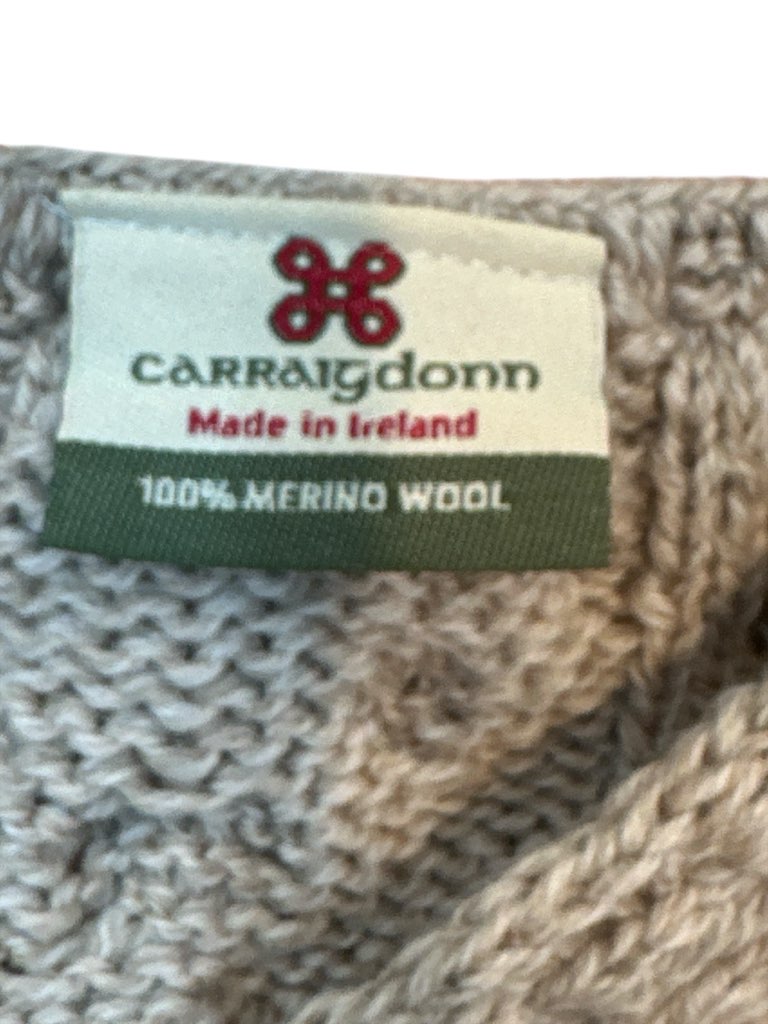 CARRAIGDONN
Made in Ireland
100% MERINO WOOL